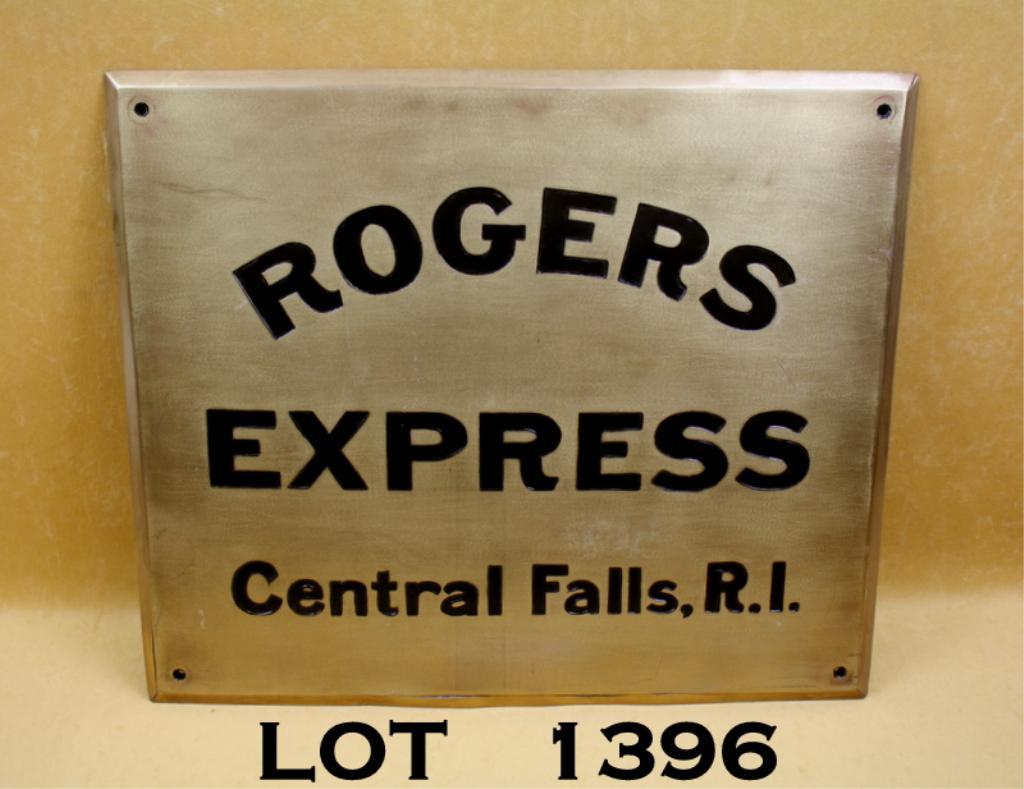 ROGERS
EXPRESS
Central Falls, R.I.
LOT 1396